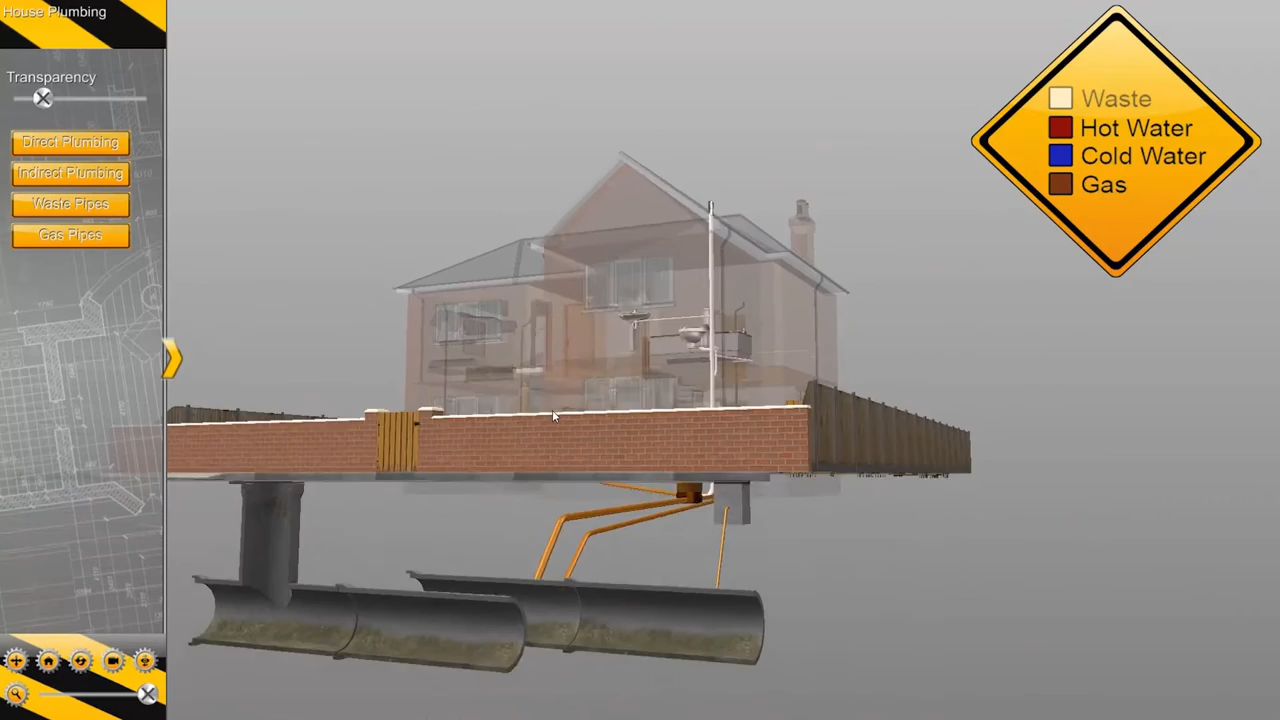 House Plumbing
Transparency
Direct Plumbing
Indirect Plumbing
Waste Pipes
Gas Pipes
Waste
Hot Water
Cold Water
Gas